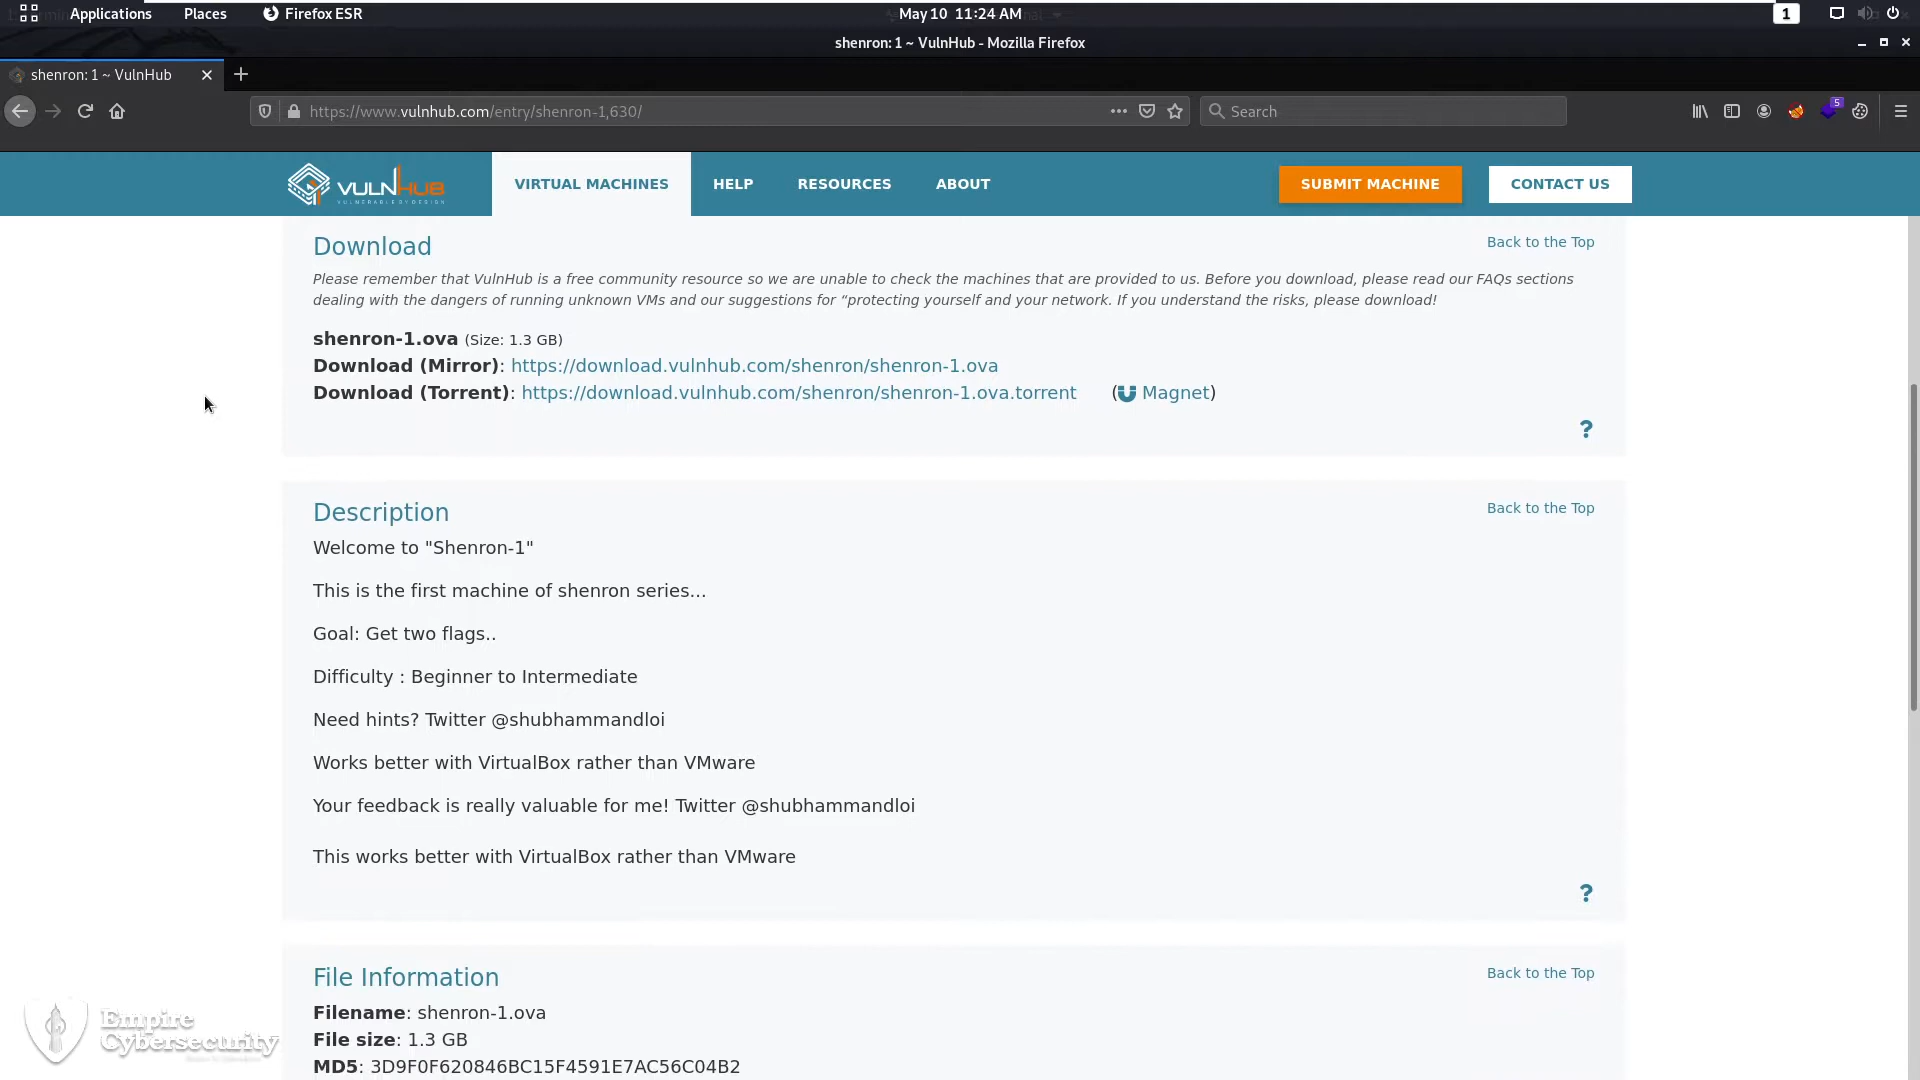 Applications Places Firefox ESR May 10 11:24 AM 1
shenron: 1 ~ VulnHub - Mozilla Firefox
shenron: 1 ~ VulnHub
https://www.vulnhub.com/entry/shenron-1,630/ Search 5
VULNHUB VIRTUAL MACHINES HELP RESOURCES ABOUT SUBMIT MACHINE CONTACT US
VULNERABLE BY DESIGN
Download Back to the Top
Please remember that VulnHub is a free community resource so we are unable to check the machines that are provided to us. Before you download, please read our FAQs sections
dealing with the dangers of running unknown VMs and our suggestions for “protecting yourself and your network. If you understand the risks, please download!
shenron-1.ova (Size: 1.3 GB)
Download (Mirror): https://download.vulnhub.com/shenron/shenron-1.ova
Download (Torrent): https://download.vulnhub.com/shenron/shenron-1.ova.torrent (Magnet)
?
Description Back to the Top
Welcome to "Shenron-1"
This is the first machine of shenron series...
Goal: Get two flags..
Difficulty : Beginner to Intermediate
Need hints? Twitter @shubhammandloi
Works better with VirtualBox rather than VMware
Your feedback is really valuable for me! Twitter @shubhammandloi
This works better with VirtualBox rather than VMware
?
File Information Back to the Top
Filename: shenron-1.ova
File size: 1.3 GB
MD5: 3D9F0F620846BC15F4591E7AC56C04B2
Empire
Cybersecurity